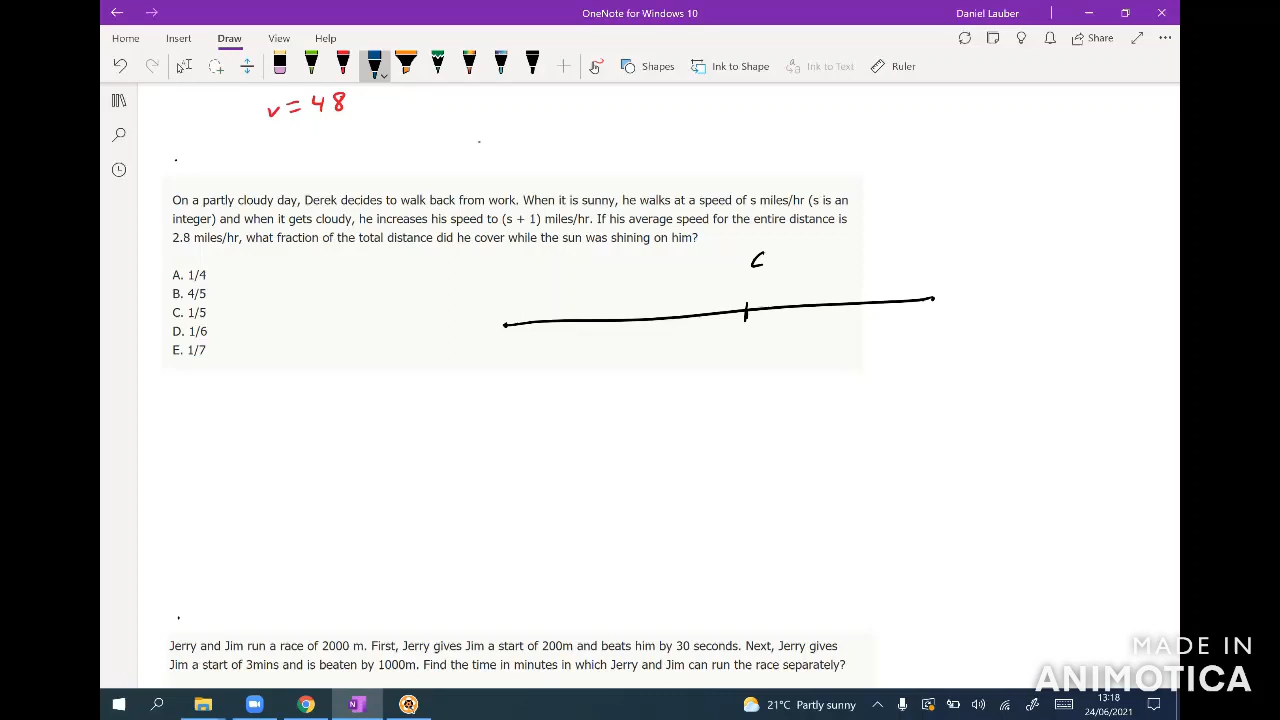 OneNote for Windows 10
Daniel Lauber
Home Insert Draw View Share
Shapes Ink to Shape Ink to Text Ruler
v = 48
On a partly cloudy day, Derek decides to walk back from work. When it is sunny, he walks at a speed of s miles/hr (s is an
integer) and when it gets cloudy, he increases his speed to (s + 1) miles/hr. If his average speed for the entire distance is
2.8 miles/hr, what fraction of the total distance did he cover while the sun was shining on him?
A. 1/4
B. 4/5
C. 1/5
D. 1/6
E. 1/7
Jerry and Jim run a race of 2000 m. First, Jerry gives Jim a start of 200m and beats him by 30 seconds. Next, Jerry gives
Jim a start of 3mins and is beaten by 1000m. Find the time in minutes in which Jerry and Jim can run the race separately?
MADE IN
ANIMOTICA
21°C Partly sunny
13:18
24/06/2021